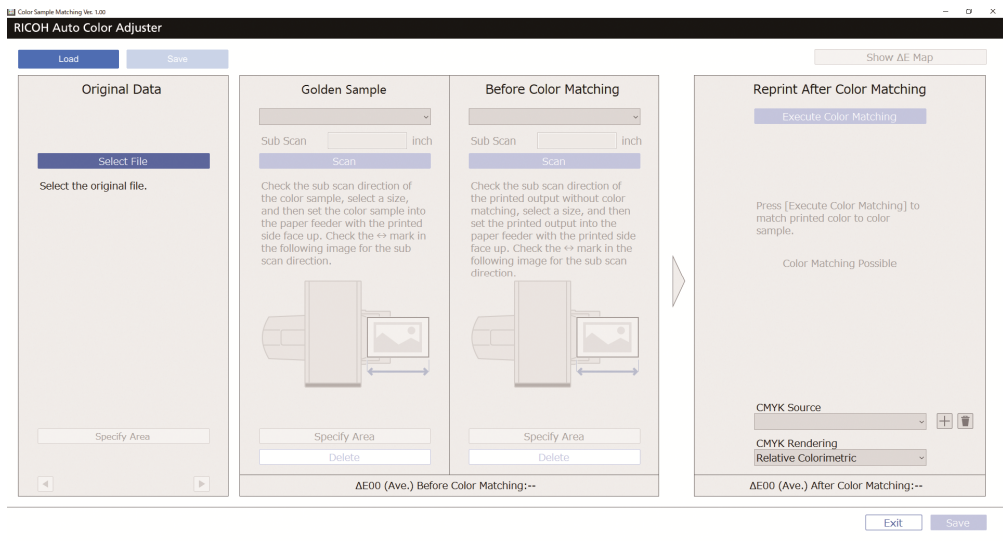 Color Sample Matching Ver. 1.00
RICOH Auto Color Adjuster
Load
Save
Show ΔE Map
Original Data
Select File
Select the original file.
Specify Area
Golden Sample
Sub Scan
inch
Scan
Check the sub scan direction of
the color sample, select a size,
and then set the color sample into
the paper feeder with the printed
side face up. Check the ↔ mark in
the following image for the sub
scan direction.
Specify Area
Delete
Before Color Matching
Sub Scan
inch
Scan
Check the sub scan direction of
the printed output without color
matching, select a size, and then
set the printed output into the
paper feeder with the printed side
face up. Check the ↔ mark in the
following image for the sub scan
direction.
Specify Area
Delete
ΔE00 (Ave.) Before Color Matching:--
Reprint After Color Matching
Execute Color Matching
Press [Execute Color Matching] to
match printed color to color
sample.
Color Matching Possible
CMYK Source
CMYK Rendering
Relative Colorimetric
ΔE00 (Ave.) After Color Matching:--
Exit
Save